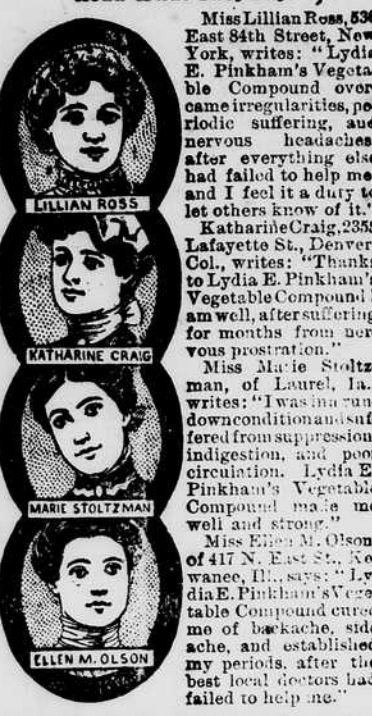 Miss Lillian Ross, 530
East 84th Street, New
York, writes: "Lydia
E. Pinkham's Vegeta
ble Compound over
came irregularities, pe
riodic suffering, and
nervous headaches
after everything else
had failed to help me
and I feel it a duty to
let others know of it."
Katharine Craig, 2355
Lafayette St., Denver
Col., writes: "Thanks
to Lydia E. Pinkham's
Vegetable Compound I
am well, after suffering
for months from ner
vous prostration."
Miss Marie Stoltz
man, of Laurel, Ia.
writes: "I was in a run
down condition and suf
fered from suppression
indigestion, and poor
circulation. Lydia E
Pinkham's Vegetable
Compound made me
well and strong."
Miss Ellen M. Olson
of 417 N. East St., Ke
wanee, Ill., says: "Ly
dia E. Pinkham's Vege
table Compound cured
me of backache, side
ache, and established
my periods, after the
best local doctors had
failed to help me."
LILLIAN ROSS
KATHARINE CRAIG
MARIE STOLTZMAN
ELLEN M. OLSON